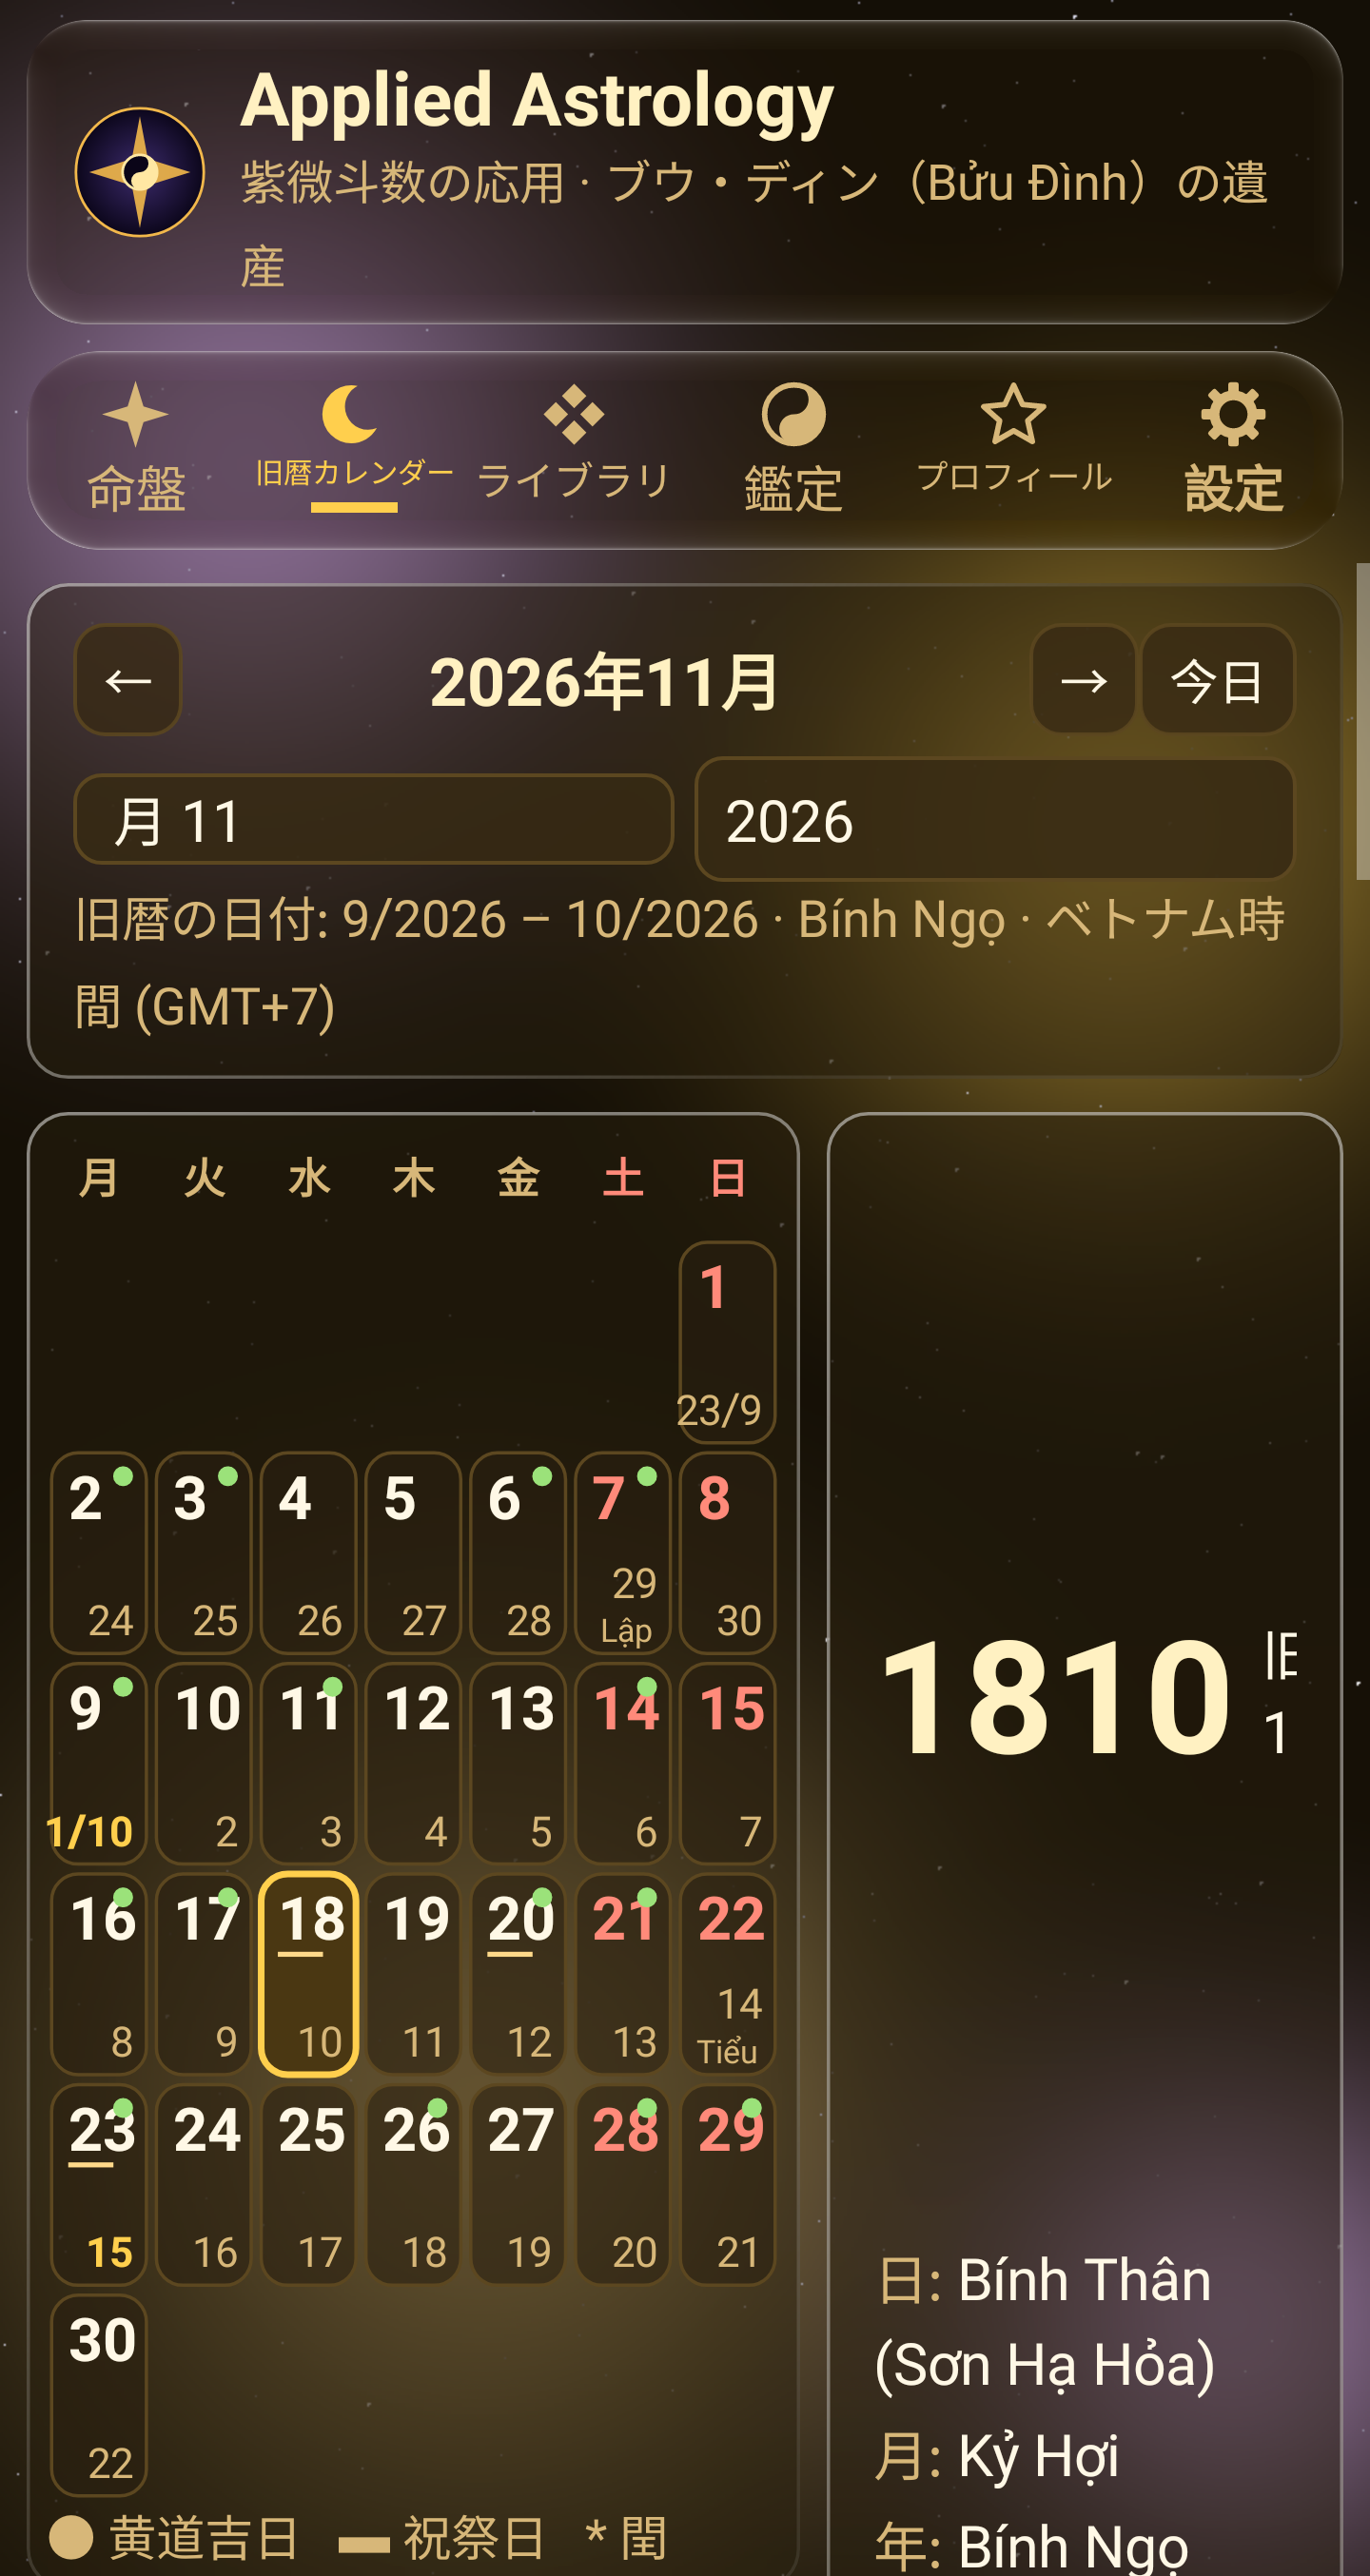 Applied Astrology
紫微斗数の応用 · ブウ・ディン（Bửu Đình）の遺
産
命盤 旧暦カレンダー ライブラリ 鑑定 プロフィール 設定
← 2026年11月 → 今日
月 11 2026
旧暦の日付: 9/2026 – 10/2026 · Bính Ngọ · ベトナム時
間 (GMT+7)
月 火 水 木 金 土 日
1
23/9
2 3 4 5 6 7 8
24 25 26 27 28 29 30
Lập
9 10 11 12 13 14 15
1/10 2 3 4 5 6 7
16 17 18 19 20 21 22
8 9 10 11 12 13 14
Tiểu
23 24 25 26 27 28 29
15 16 17 18 19 20 21
30
22
黄道吉日 祝祭日 * 閏
1810
1
日: Bính Thân
(Sơn Hạ Hỏa)
月: Kỷ Hợi
年: Bính Ngọ